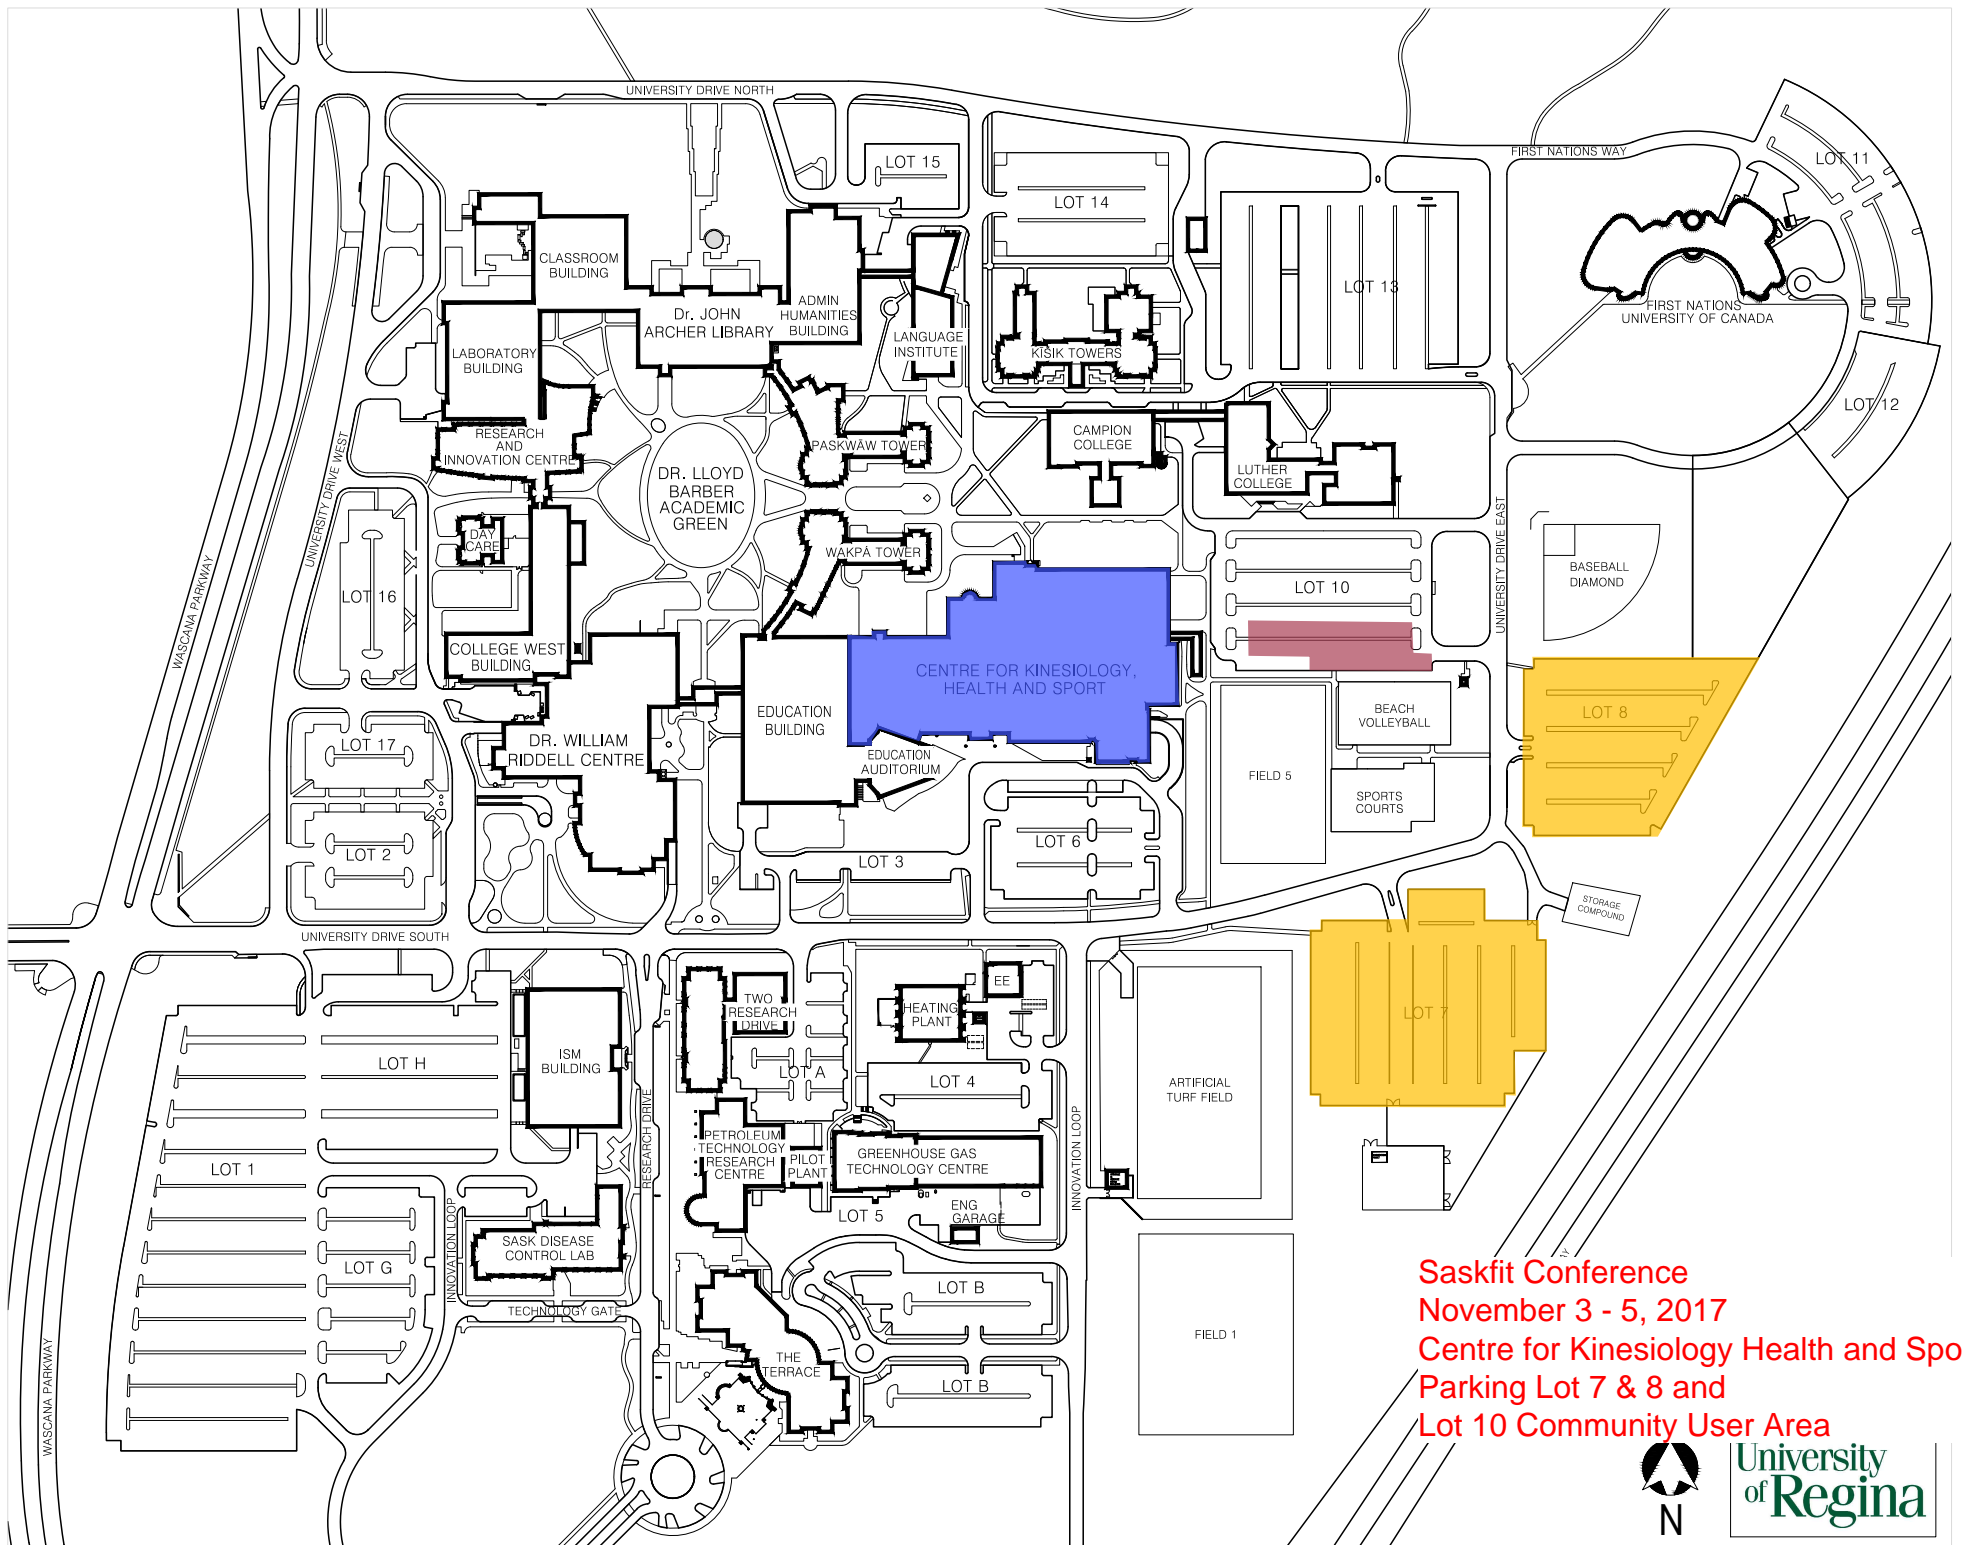 UNIVERSITY DRIVE NORTH
FIRST NATIONS WAY
LOT 11
LOT 15
LOT 14
CLASSROOM
BUILDING
ADMIN
HUMANITIES
BUILDING
LOT 13
FIRST NATIONS
UNIVERSITY OF CANADA
Dr. JOHN
ARCHER LIBRARY
LANGUAGE
INSTITUTE
KĪSIK TOWERS
LABORATORY
BUILDING
LOT 12
RESEARCH
AND
INNOVATION CENTRE
PASKWĀW TOWER
CAMPION
COLLEGE
LUTHER
COLLEGE
DR. LLOYD
BARBER
ACADEMIC
GREEN
UNIVERSITY DRIVE WEST
UNIVERSITY DRIVE EAST
DAY
CARE
WAKPĀ TOWER
BASEBALL
DIAMOND
WASCANA PARKWAY
LOT 16
LOT 10
COLLEGE WEST
BUILDING
CENTRE FOR KINESIOLOGY,
HEALTH AND SPORT
EDUCATION
BUILDING
BEACH
VOLLEYBALL
LOT 8
LOT 17
DR. WILLIAM
RIDDELL CENTRE
EDUCATION
AUDITORIUM
FIELD 5
SPORTS
COURTS
LOT 2
LOT 3
LOT 6
STORAGE
COMPOUND
UNIVERSITY DRIVE SOUTH
TWO
RESEARCH
DRIVE
EE
HEATING
PLANT
LOT 7
ISM
BUILDING
LOT H
LOT A
LOT 4
ARTIFICIAL
TURF FIELD
RESEARCH DRIVE
INNOVATION LOOP
PETROLEUM
TECHNOLOGY
RESEARCH
CENTRE
PILOT
PLANT
GREENHOUSE GAS
TECHNOLOGY CENTRE
LOT 1
INNOVATION LOOP
LOT 5
ENG
GARAGE
SASK DISEASE
CONTROL LAB
LOT G
LOT B
TECHNOLOGY GATE
FIELD 1
THE
TERRACE
LOT B
WASCANA PARKWAY
Saskfit Conference
November 3 - 5, 2017
Centre for Kinesiology Health and Spo
Parking Lot 7 & 8 and
Lot 10 Community User Area
N
University
of Regina